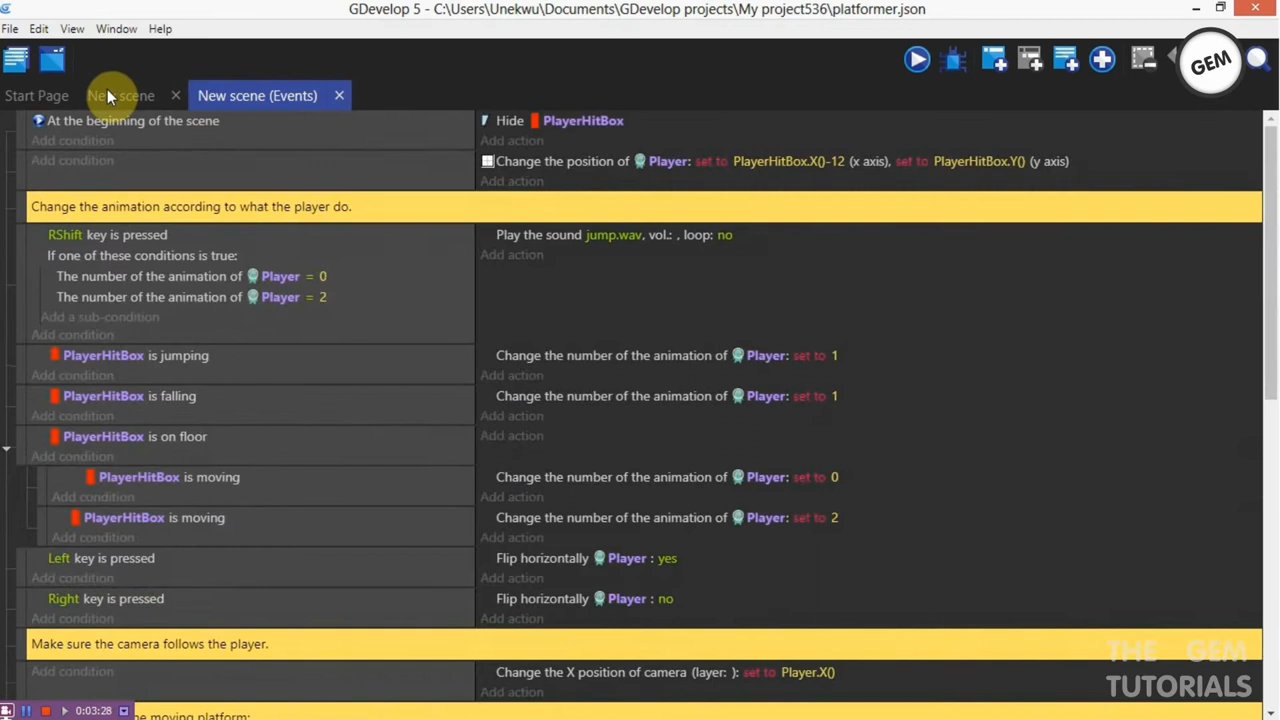 GDevelop 5 - C:\Users\Unekwu\Documents\GDevelop projects\My project536\platformer.json
File Edit View Window Help
GEM
Start Page New scene × New scene (Events) ×
At the beginning of the scene Hide PlayerHitBox
Add condition Add action
Add condition Change the position of Player: set to PlayerHitBox.X()-12 (x axis), set to PlayerHitBox.Y() (y axis)
Add action
Change the animation according to what the player do.
RShift key is pressed Play the sound jump.wav, vol.: , loop: no
If one of these conditions is true: Add action
The number of the animation of Player = 0
The number of the animation of Player = 2
Add a sub-condition
Add condition
PlayerHitBox is jumping Change the number of the animation of Player: set to 1
Add condition Add action
PlayerHitBox is falling Change the number of the animation of Player: set to 1
Add condition Add action
PlayerHitBox is on floor Add action
Add condition
PlayerHitBox is moving Change the number of the animation of Player: set to 0
Add condition Add action
PlayerHitBox is moving Change the number of the animation of Player: set to 2
Add condition Add action
Left key is pressed Flip horizontally Player : yes
Add condition Add action
Right key is pressed Flip horizontally Player : no
Add condition Add action
Make sure the camera follows the player.
Add condition Change the X position of camera (layer: ): set to Player.X()
Add action
THE GEM
TUTORIALS
0:03:28
the moving platform: